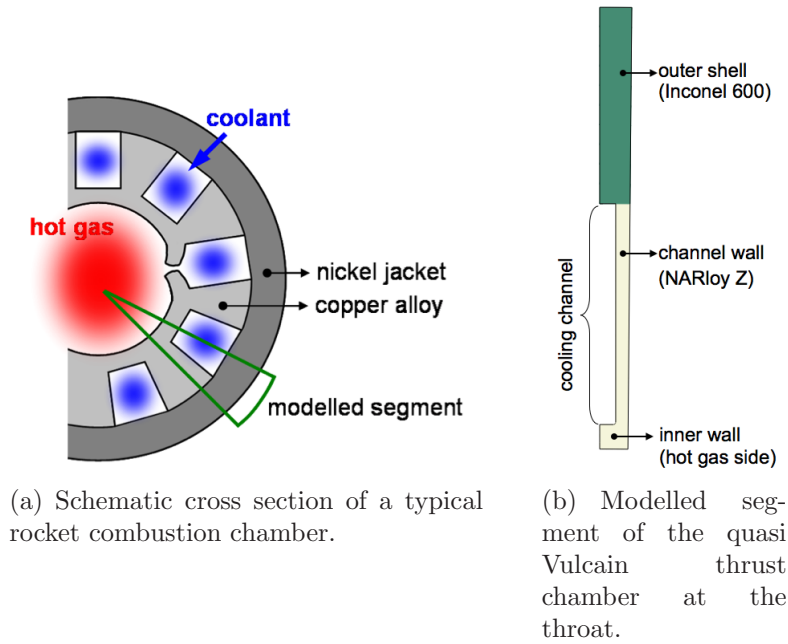 coolant
hot gas
nickel jacket
copper alloy
modelled segment
(a) Schematic cross section of a typical
rocket combustion chamber.
outer shell
(Inconel 600)
channel wall
(NARloy Z)
cooling channel
inner wall
(hot gas side)
(b) Modelled seg-
ment of the quasi
Vulcain thrust
chamber at the
throat.